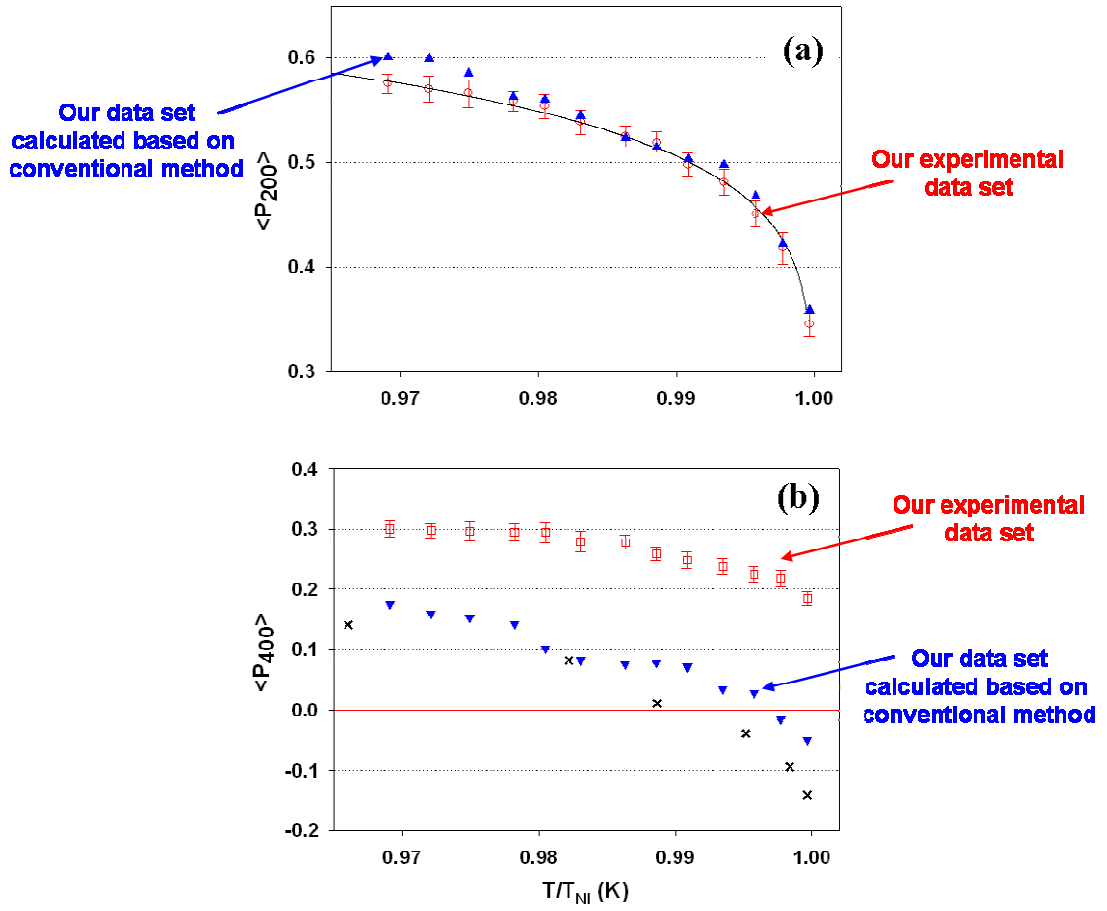 (a)
0.6
0.5
0.4
0.3
<P200>
Our data set
calculated based on
conventional method
Our experimental
data set
0.97
0.98
0.99
1.00
(b)
0.4
0.3
0.2
0.1
0.0
-0.1
-0.2
<P400>
Our experimental
data set
Our data set
calculated based on
conventional method
0.97
0.98
0.99
1.00
T/TNI (K)